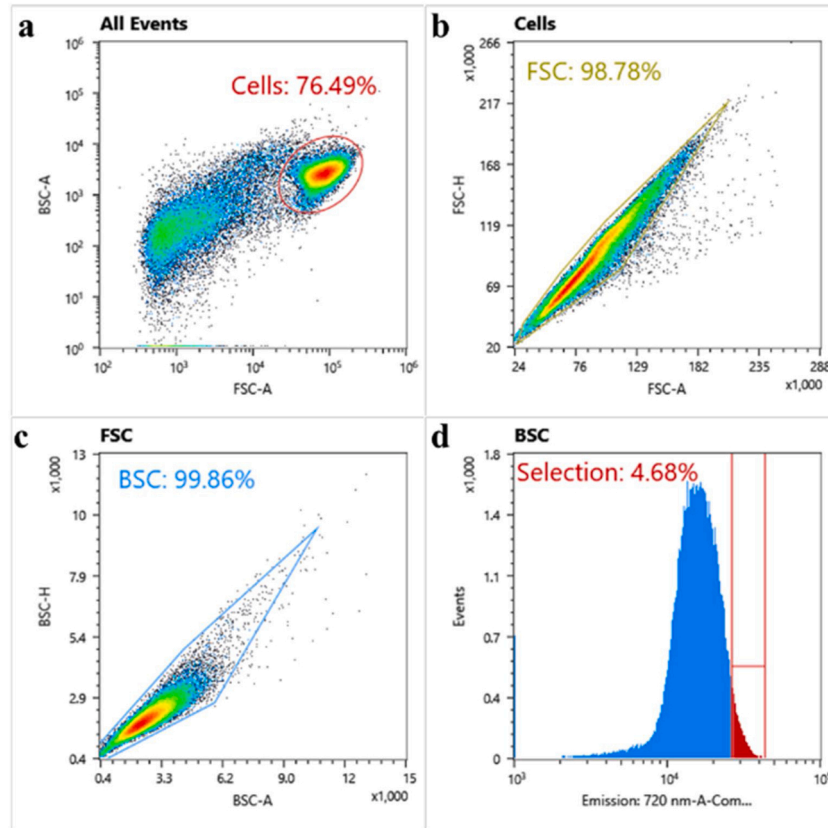 a
All Events
Cells: 76.49%
BSC-A
10⁶
10⁵
10⁴
10³
10²
10¹
10⁰
10² 10³ 10⁴ 10⁵ 10⁶
FSC-A
b
Cells
FSC: 98.78%
x1,000
FSC-H
266
217
168
119
69
20
24 76 129 182 235 288
FSC-A
x1,000
c
FSC
BSC: 99.86%
x1,000
BSC-H
13
10
7.9
5.4
2.9
0.4
0.4 3.3 6.2 9.0 12 15
BSC-A
x1,000
d
BSC
Selection: 4.68%
x1,000
Events
1.8
1.4
1.1
0.7
0.4
0
10³ 10⁴
Emission: 720 nm-A-Com...